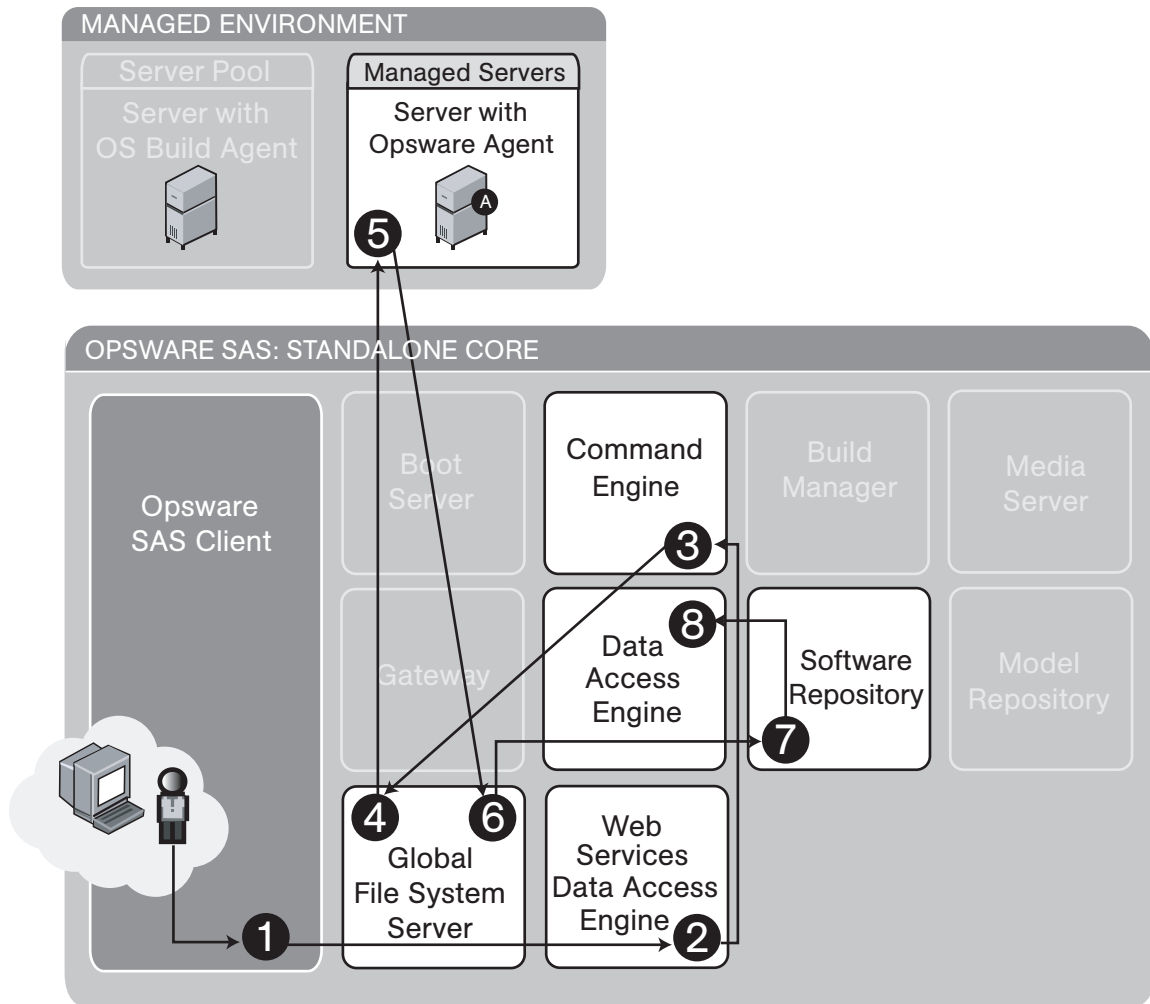 MANAGED ENVIRONMENT
Server Pool
Server with
OS Build Agent
Managed Servers
Server with
Opsware Agent
A
5
OPSWARE SAS: STANDALONE CORE
Opsware
SAS Client
Boot
Server
Command
Engine
3
Build
Manager
Media
Server
Gateway
8
Data
Access
Engine
Software
Repository
7
Model
Repository
4
6
Global
File System
Server
Web
Services
Data Access
Engine
2
1